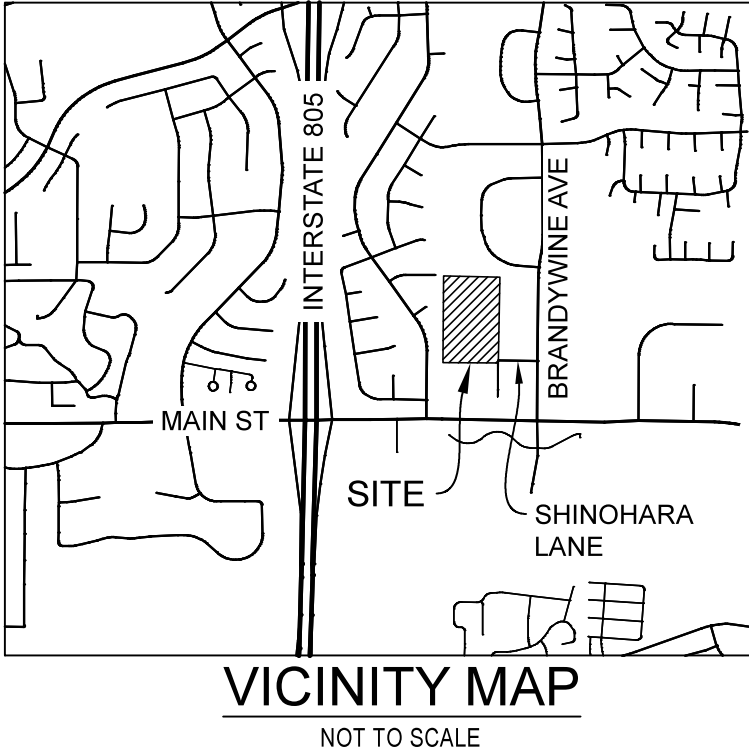 INTERSTATE 805
BRANDYWINE AVE
MAIN ST
SITE
SHINOHARA
LANE
VICINITY MAP
NOT TO SCALE